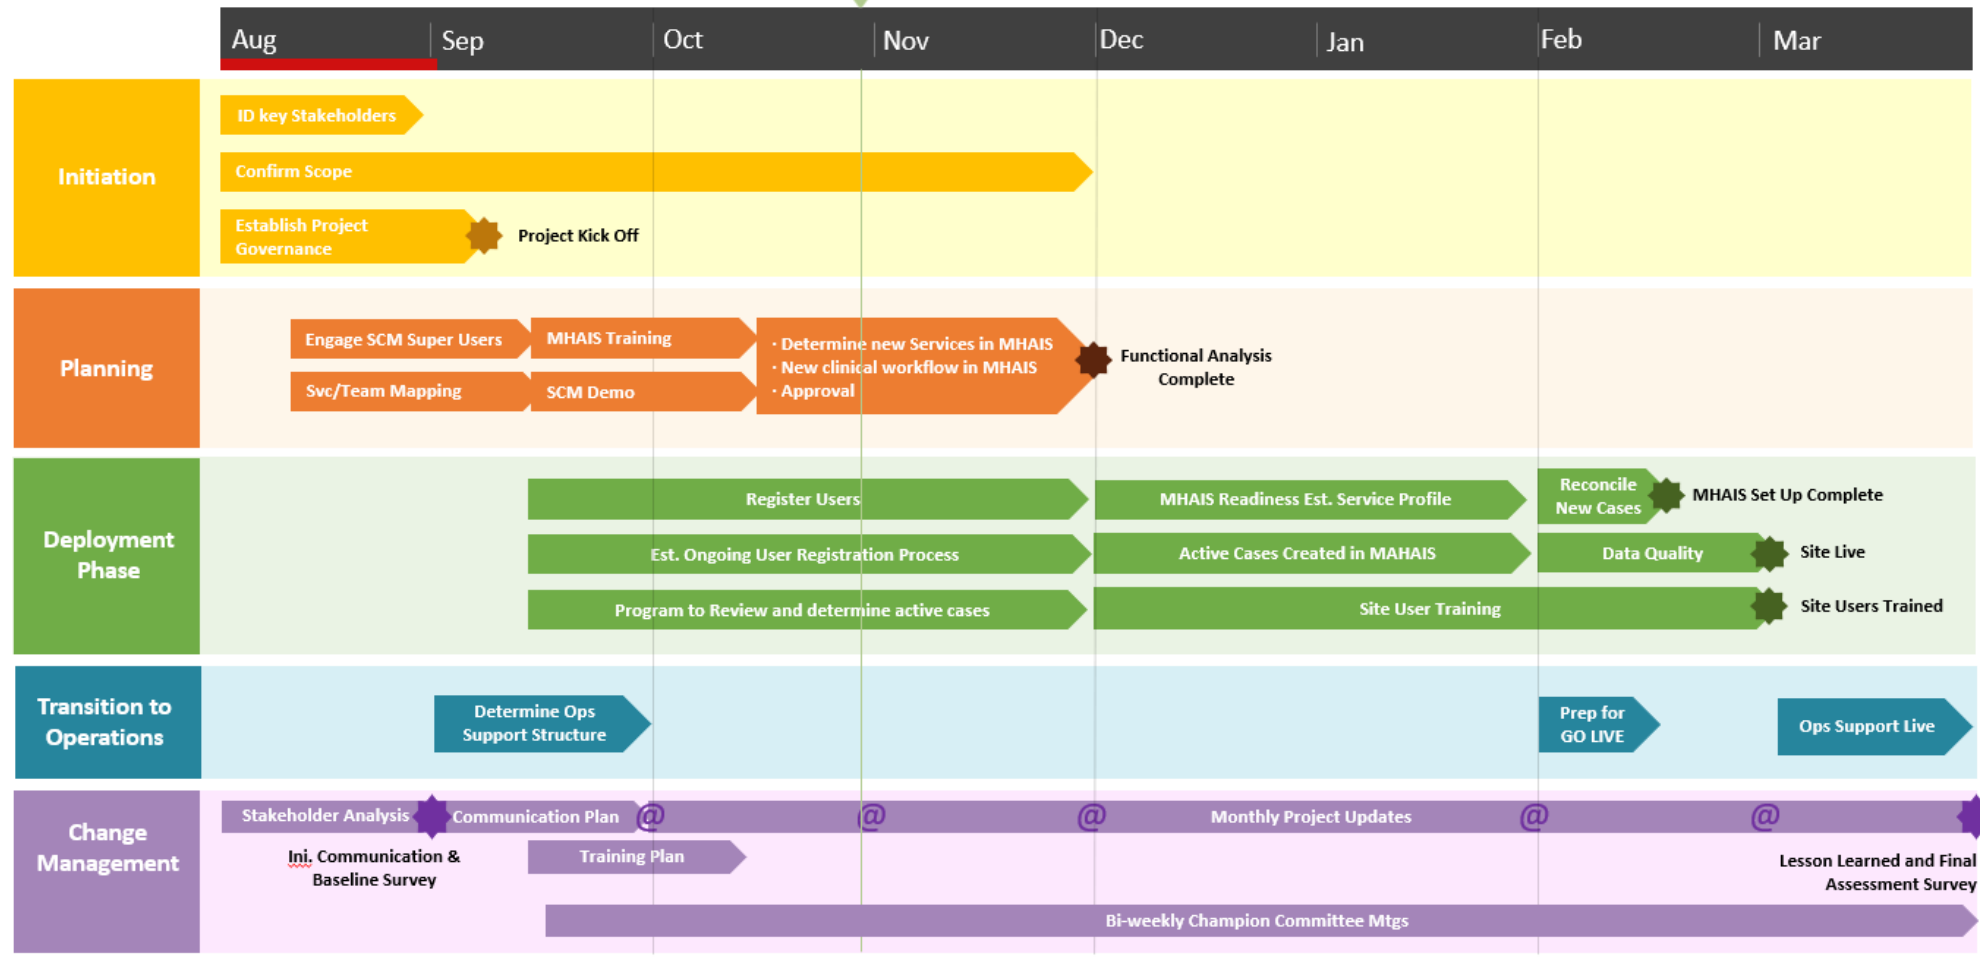 Aug
Sep
Oct
Nov
Dec
Jan
Feb
Mar
Initiation
ID key Stakeholders
Confirm Scope
Establish Project
Governance
Project Kick Off
Planning
Engage SCM Super Users
MHAIS Training
Svc/Team Mapping
SCM Demo
· Determine new Services in MHAIS
· New clinical workflow in MHAIS
· Approval
Functional Analysis
Complete
Deployment
Phase
Register Users
MHAIS Readiness Est. Service Profile
Reconcile
New Cases
MHAIS Set Up Complete
Est. Ongoing User Registration Process
Active Cases Created in MAHAIS
Data Quality
Site Live
Program to Review and determine active cases
Site User Training
Site Users Trained
Transition to
Operations
Determine Ops
Support Structure
Prep for
GO LIVE
Ops Support Live
Change
Management
Stakeholder Analysis
Communication Plan
@
@
@
Monthly Project Updates
@
@
Ini. Communication &
Baseline Survey
Training Plan
Lesson Learned and Final
Assessment Survey
Bi-weekly Champion Committee Mtgs